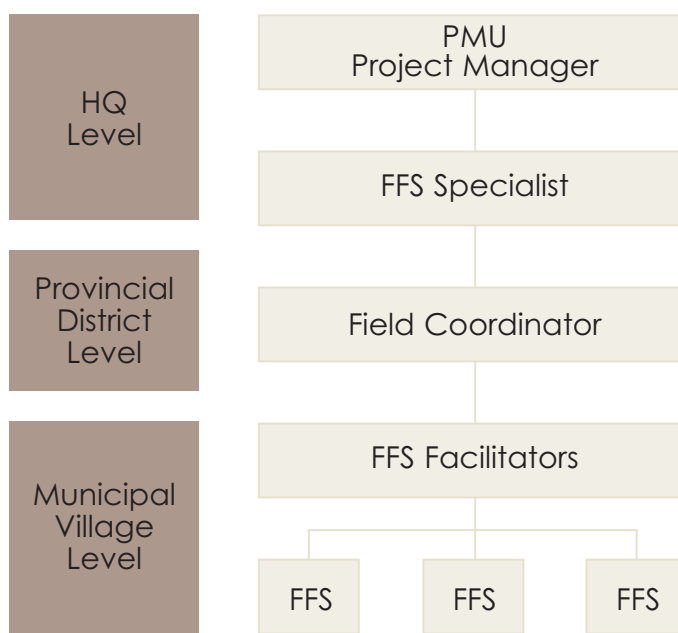 HQ
Level
PMU
Project Manager
FFS Specialist
Provincial
District
Level
Field Coordinator
Municipal
Village
Level
FFS Facilitators
FFS
FFS
FFS